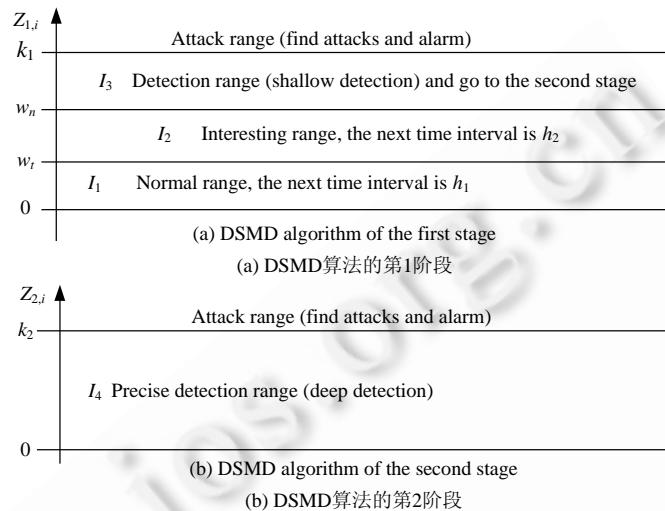 Z1,i
Attack range (find attacks and alarm)
k1
I3 Detection range (shallow detection) and go to the second stage
wn
I2 Interesting range, the next time interval is h2
wt
I1 Normal range, the next time interval is h1
0
(a) DSMD algorithm of the first stage
(a) DSMD算法的第1阶段
Z2,i
Attack range (find attacks and alarm)
k2
I4 Precise detection range (deep detection)
0
(b) DSMD algorithm of the second stage
(b) DSMD算法的第2阶段
ios.org.cn